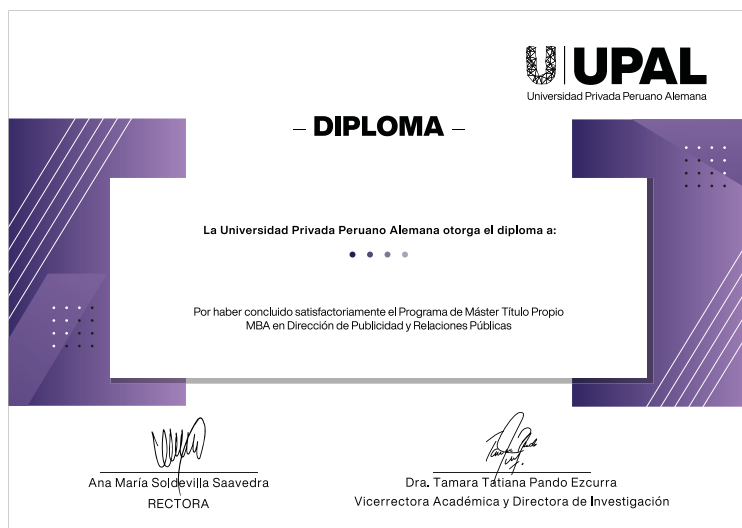 UPAL
Universidad Privada Peruano Alemana
– DIPLOMA –
La Universidad Privada Peruano Alemana otorga el diploma a:
Por haber concluido satisfactoriamente el Programa de Máster Título Propio
MBA en Dirección de Publicidad y Relaciones Públicas
Ana María Soldevilla Saavedra
RECTORA
Dra. Tamara Tatiana Pando Ezcurra
Vicerrectora Académica y Directora de Investigación